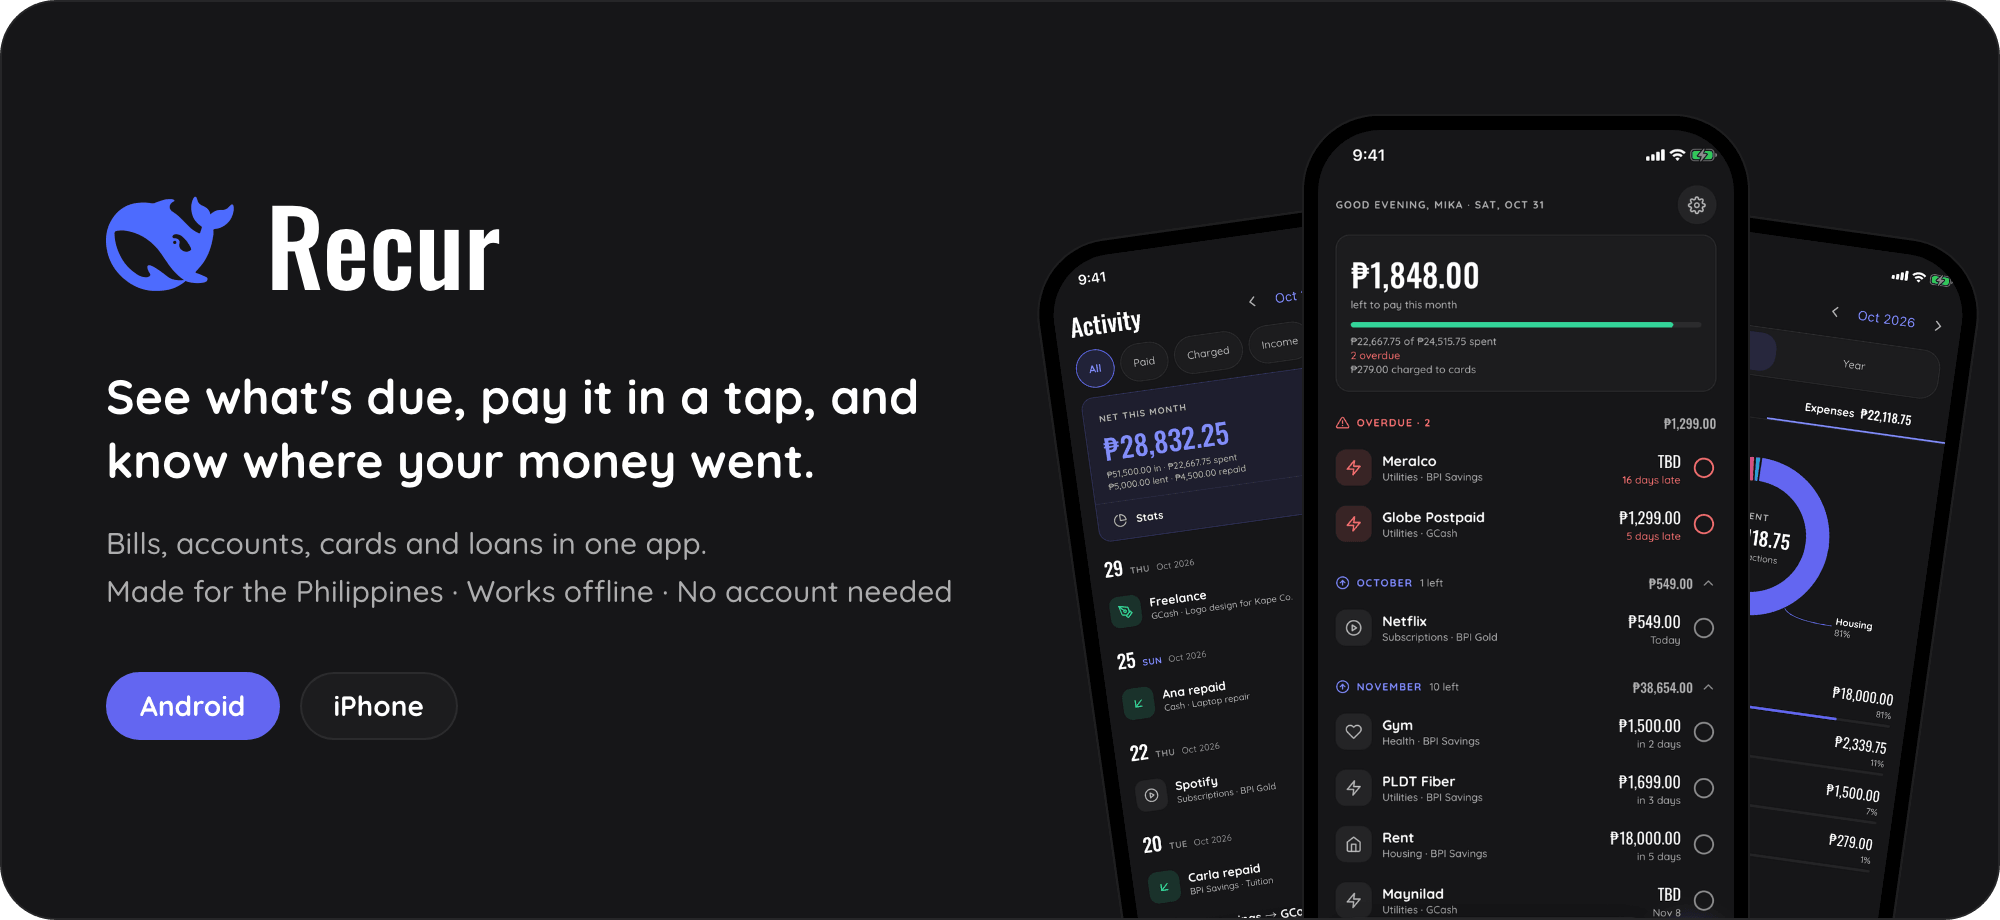 Recur
See what's due, pay it in a tap, and
know where your money went.
Bills, accounts, cards and loans in one app.
Made for the Philippines · Works offline · No account needed
Android
iPhone
9:41
Activity
Oct
All
Paid
Charged
Income
NET THIS MONTH
₱28,832.25
₱51,500.00 in · ₱22,667.75 spent
₱5,000.00 lent · ₱4,500.00 repaid
Stats
29 THU Oct 2026
Freelance
GCash · Logo design for Kape Co.
25 SUN Oct 2026
Ana repaid
Cash · Laptop repair
22 THU Oct 2026
Spotify
Subscriptions · BPI Gold
20 TUE Oct 2026
Carla repaid
BPI Savings · Tuition
9:41
GOOD EVENING, MIKA · SAT, OCT 31
₱1,848.00
left to pay this month
₱22,667.75 of ₱24,515.75 spent
2 overdue
₱279.00 charged to cards
OVERDUE · 2 ₱1,299.00
Meralco TBD
Utilities · BPI Savings 16 days late
Globe Postpaid ₱1,299.00
Utilities · GCash 5 days late
OCTOBER 1 left ₱549.00
Netflix ₱549.00
Subscriptions · BPI Gold Today
NOVEMBER 10 left ₱38,654.00
Gym ₱1,500.00
Health · BPI Savings in 2 days
PLDT Fiber ₱1,699.00
Utilities · BPI Savings in 3 days
Rent ₱18,000.00
Housing · BPI Savings in 5 days
Maynilad TBD
Utilities · GCash Nov 8
Oct 2026
Year
Expenses ₱22,118.75
ENT
18.75
ctions
Housing
81%
₱18,000.00
81%
₱2,339.75
11%
₱1,500.00
7%
₱279.00
1%